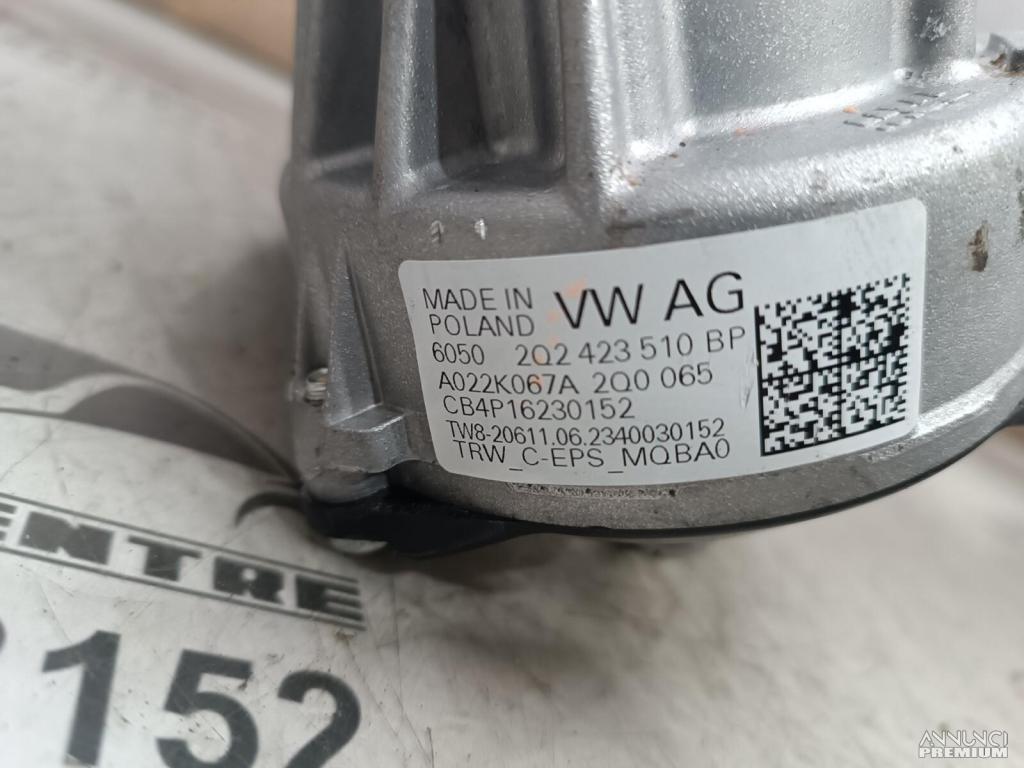 MADE IN
POLAND
VW AG
6050 2Q2 423 510 BP
A022K067A 2Q0 065
CB4P16230152
TW8-20611.06.2340030152
TRW_C-EPS_MQBA0
ENTRE
152
ANNUNCI
PREMIUM